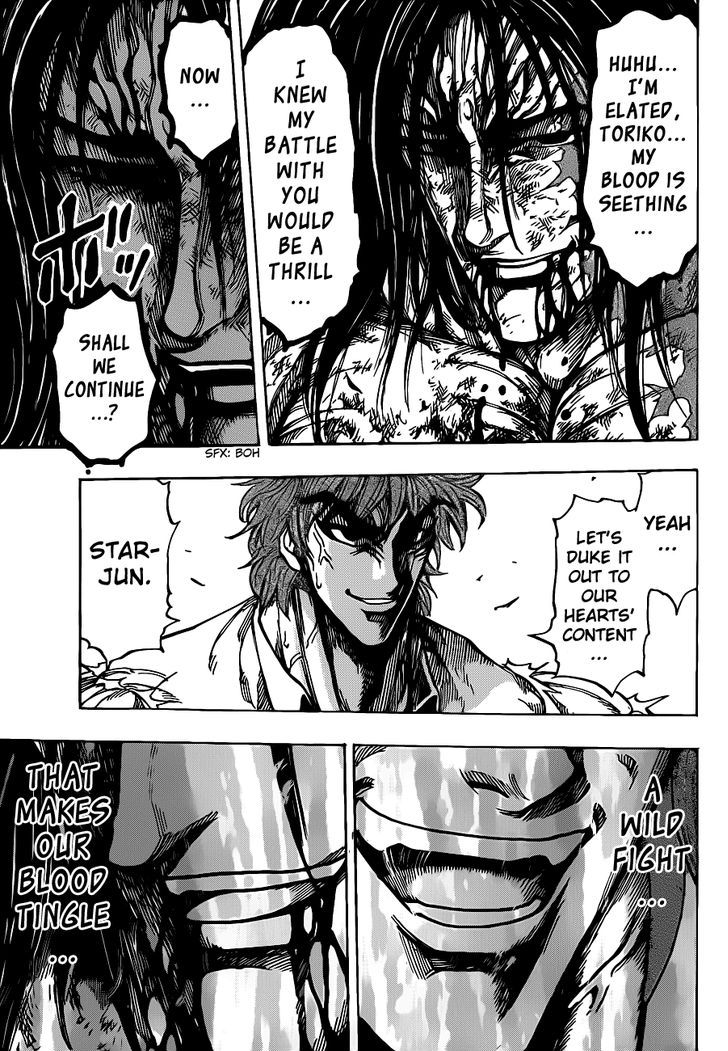 HUHU...
I'M
ELATED,
TORIKO...
MY
BLOOD IS
SEETHING
...
I
KNEW
MY
BATTLE
WITH
YOU
WOULD
BE A
THRILL
...
NOW
...
ボッ
SHALL
WE
CONTINUE
...?
SFX: BOH
YEAH
...
LET'S
DUKE IT
OUT TO
OUR
HEARTS'
CONTENT
...
STAR-
JUN.
A
WILD
FIGHT
...
THAT
MAKES
OUR
BLOOD
TINGLE
...